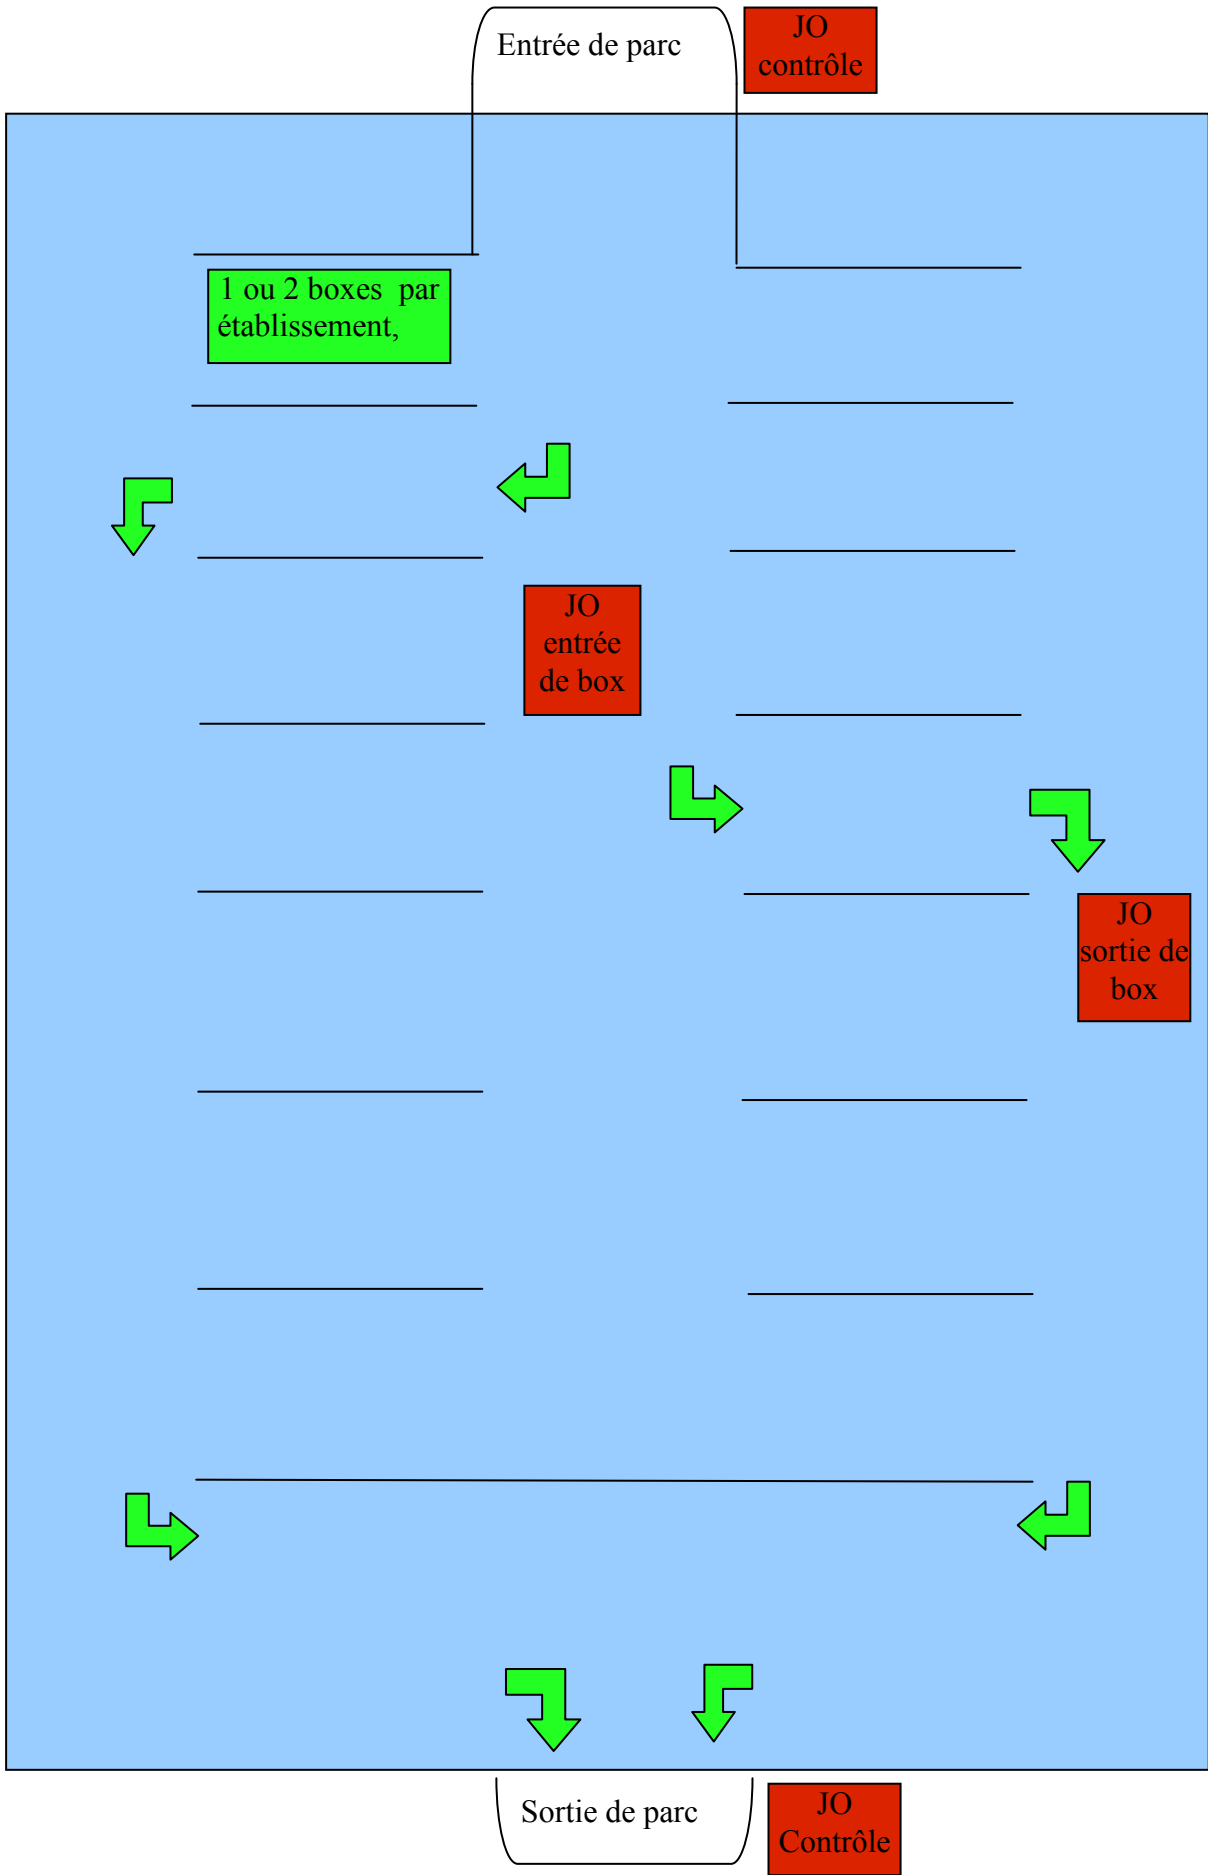 Entrée de parc
JO
contrôle
1 ou 2 boxes  par
établissement,
JO
entrée
de box
JO
sortie de
box
Sortie de parc
JO
Contrôle